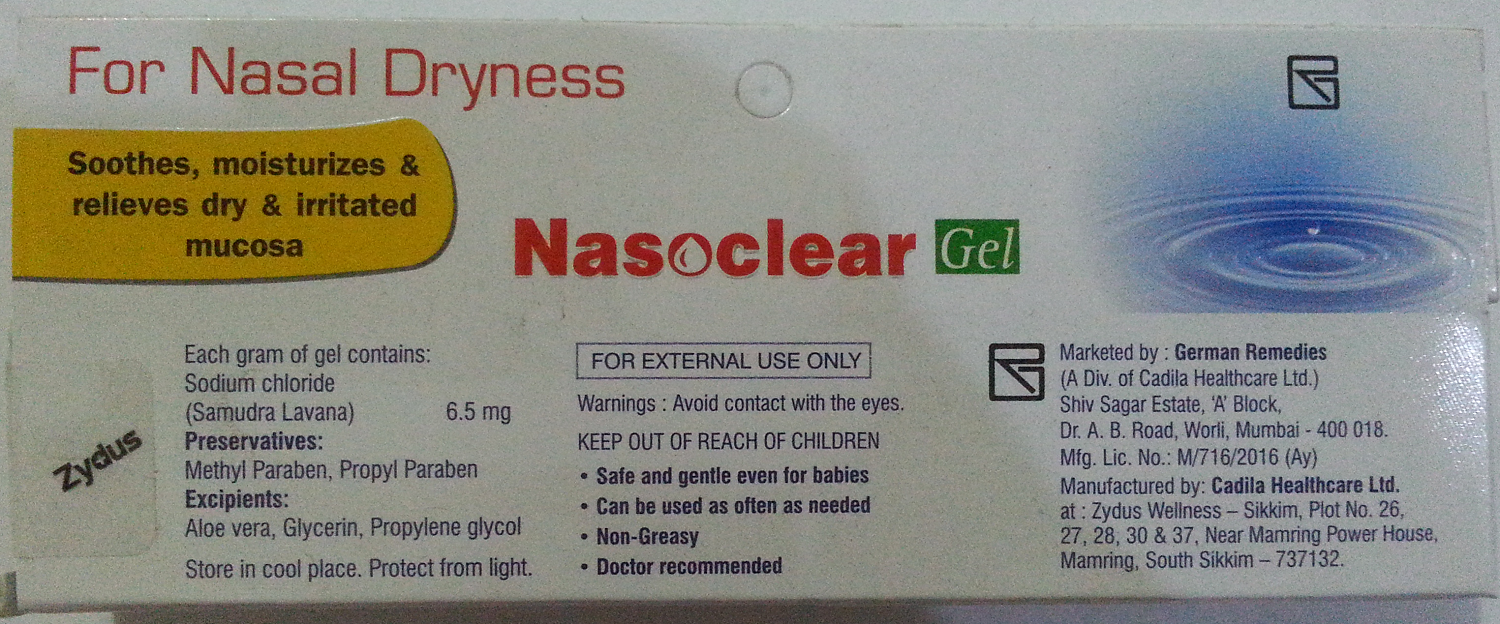 For Nasal Dryness
Soothes, moisturizes &
relieves dry & irritated
mucosa
Nasoclear Gel
Zydus
Each gram of gel contains:
Sodium chloride
(Samudra Lavana) 6.5 mg
Preservatives:
Methyl Paraben, Propyl Paraben
Excipients:
Aloe vera, Glycerin, Propylene glycol
Store in cool place. Protect from light.
FOR EXTERNAL USE ONLY
Warnings : Avoid contact with the eyes.
KEEP OUT OF REACH OF CHILDREN
• Safe and gentle even for babies
• Can be used as often as needed
• Non-Greasy
• Doctor recommended
Marketed by : German Remedies
(A Div. of Cadila Healthcare Ltd.)
Shiv Sagar Estate, ‘A’ Block,
Dr. A. B. Road, Worli, Mumbai - 400 018.
Mfg. Lic. No.: M/716/2016 (Ay)
Manufactured by: Cadila Healthcare Ltd.
at : Zydus Wellness – Sikkim, Plot No. 26,
27, 28, 30 & 37, Near Mamring Power House,
Mamring, South Sikkim – 737132.